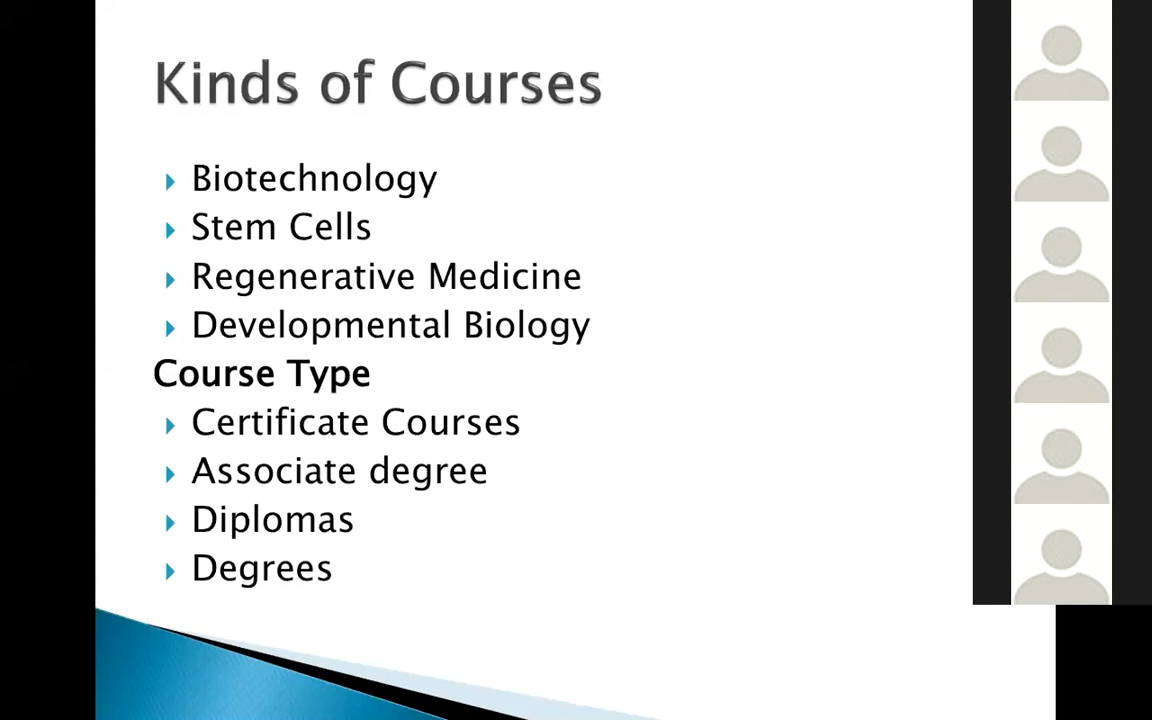 Kinds of Courses
Biotechnology
Stem Cells
Regenerative Medicine
Developmental Biology
Course Type
Certificate Courses
Associate degree
Diplomas
Degrees